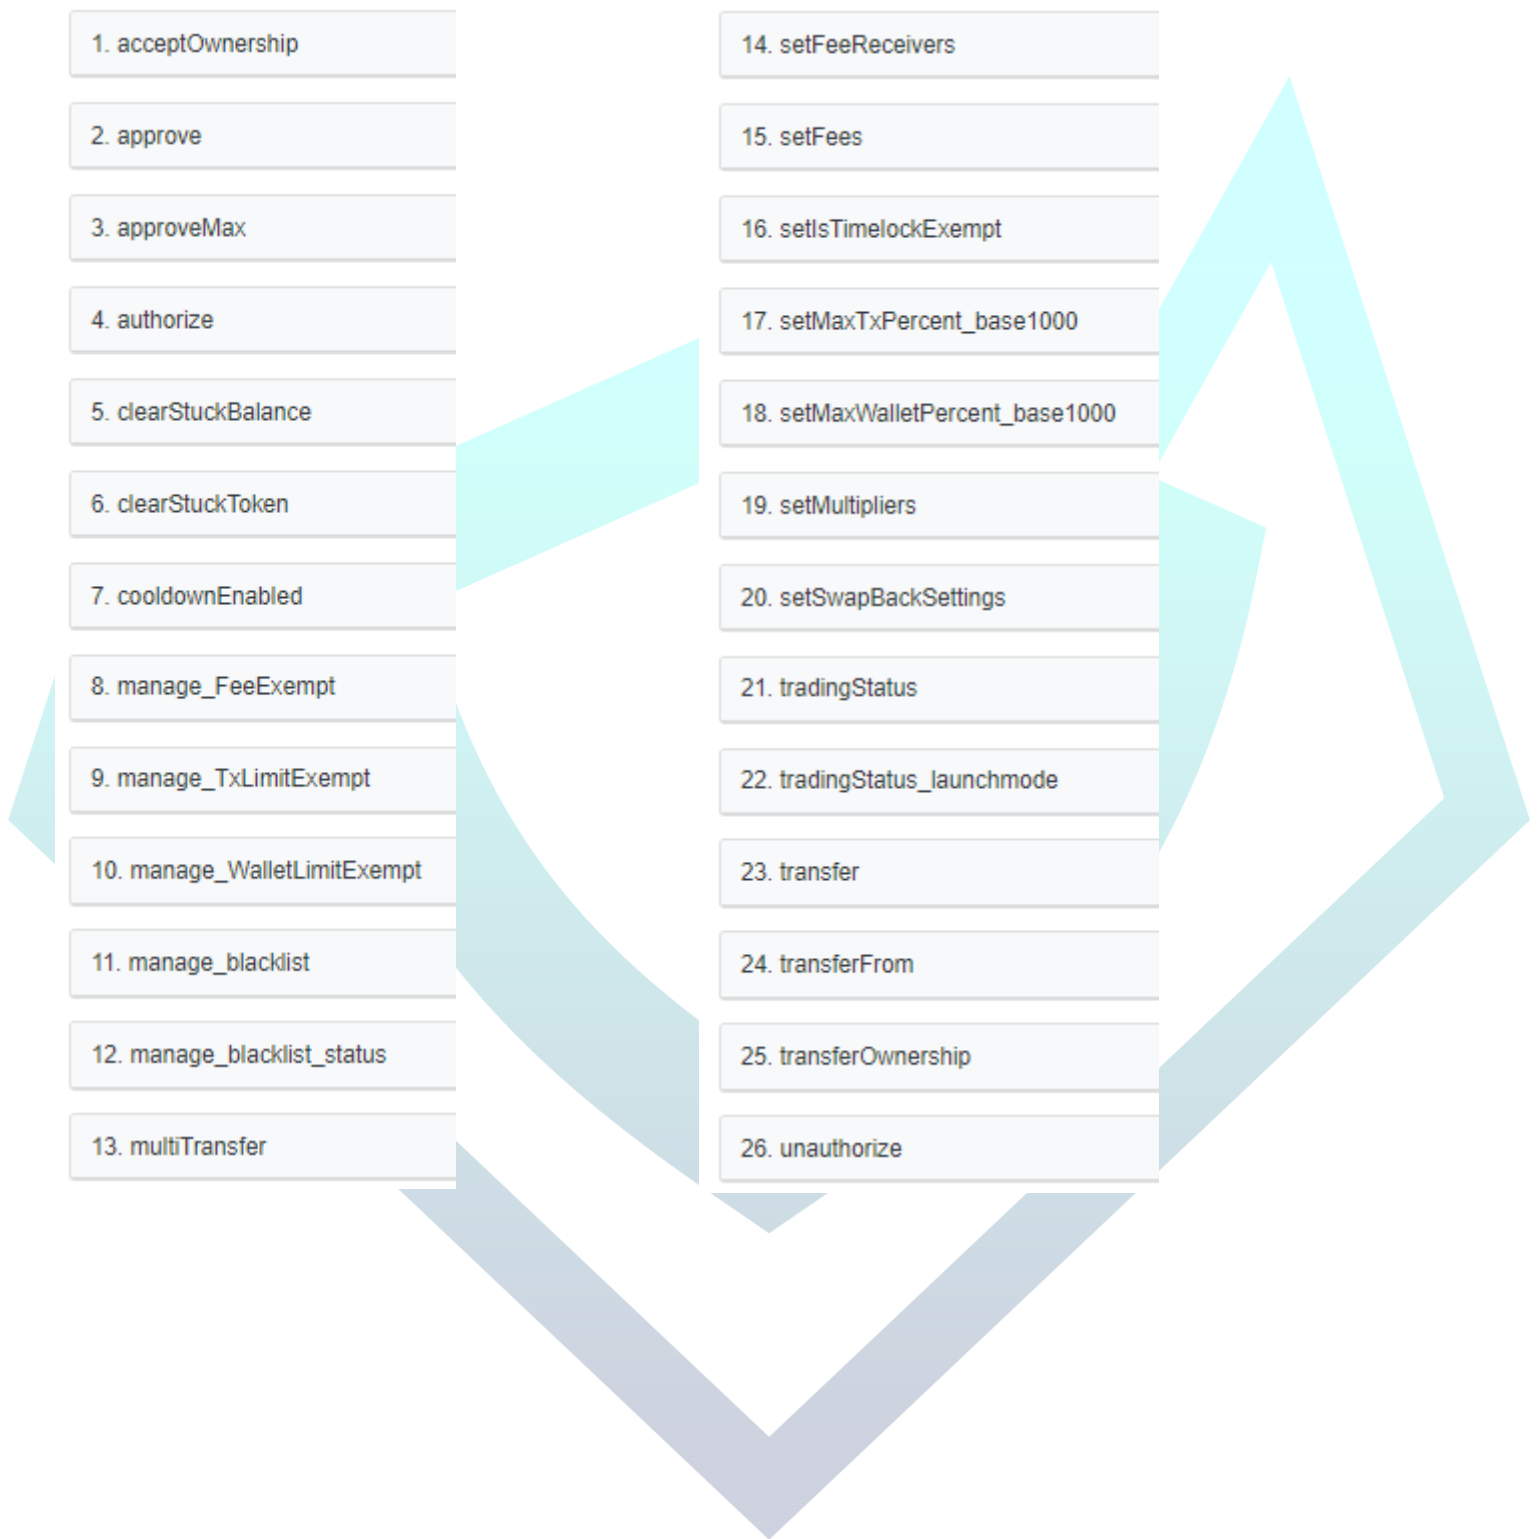 1. acceptOwnership
2. approve
3. approveMax
4. authorize
5. clearStuckBalance
6. clearStuckToken
7. cooldownEnabled
8. manage_FeeExempt
9. manage_TxLimitExempt
10. manage_WalletLimitExempt
11. manage_blacklist
12. manage_blacklist_status
13. multiTransfer
14. setFeeReceivers
15. setFees
16. setIsTimelockExempt
17. setMaxTxPercent_base1000
18. setMaxWalletPercent_base1000
19. setMultipliers
20. setSwapBackSettings
21. tradingStatus
22. tradingStatus_launchmode
23. transfer
24. transferFrom
25. transferOwnership
26. unauthorize